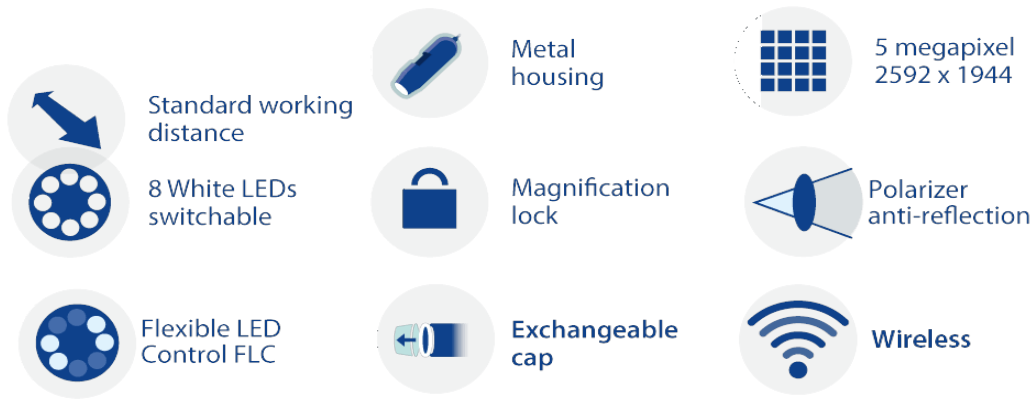 Metal
housing
5 megapixel
2592 x 1944
Standard working
distance
8 White LEDs
switchable
Magnification
lock
Polarizer
anti-reflection
Flexible LED
Control FLC
Exchangeable
cap
Wireless